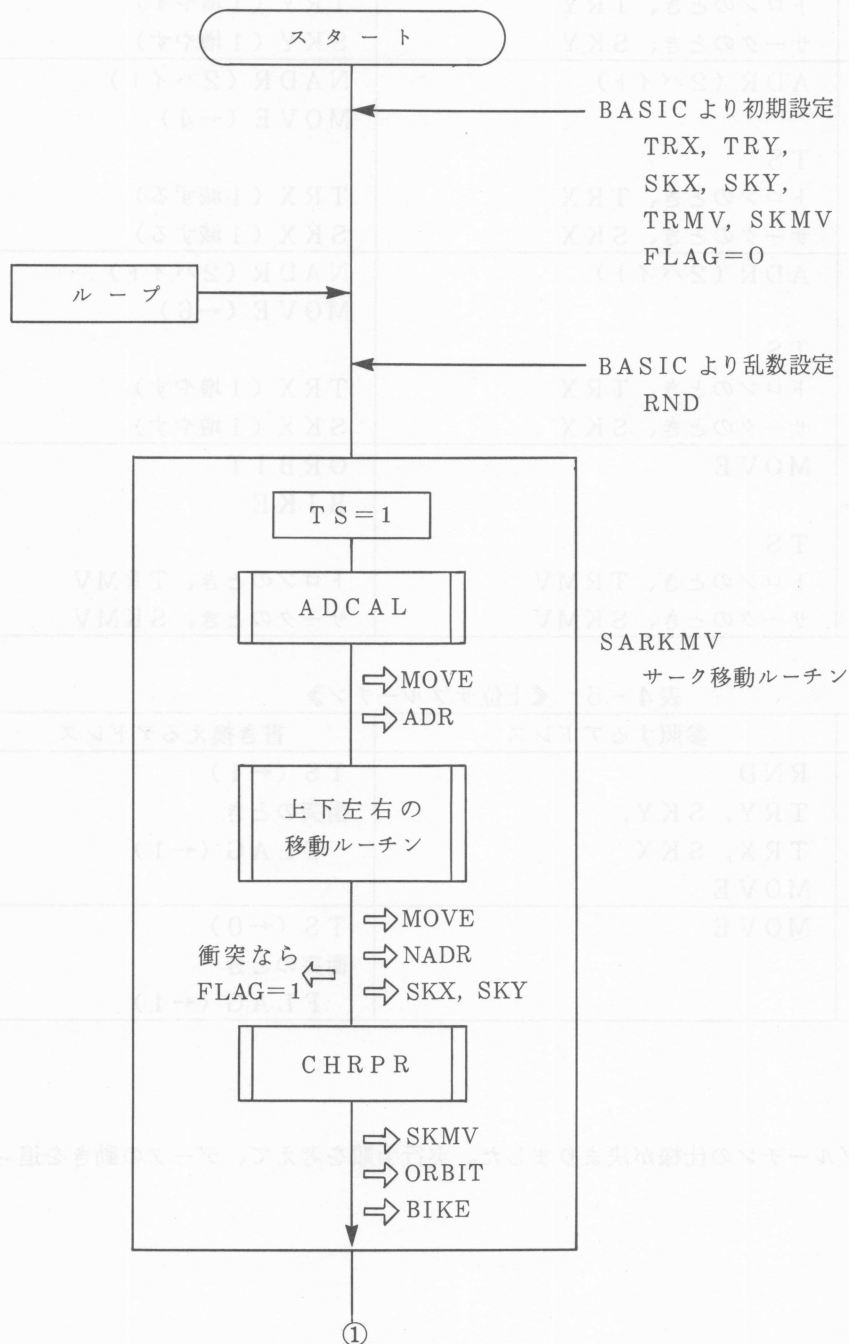 スタート
BASICより初期設定
TRX, TRY,
SKX, SKY,
TRMV, SKMV
FLAG=0
ループ
BASICより乱数設定
RND
TS=1
ADCAL
MOVE
ADR
SARKMV
サーク移動ルーチン
上下左右の
移動ルーチン
MOVE
NADR
SKX, SKY
衝突なら
FLAG=1
CHRPR
SKMV
ORBIT
BIKE
①